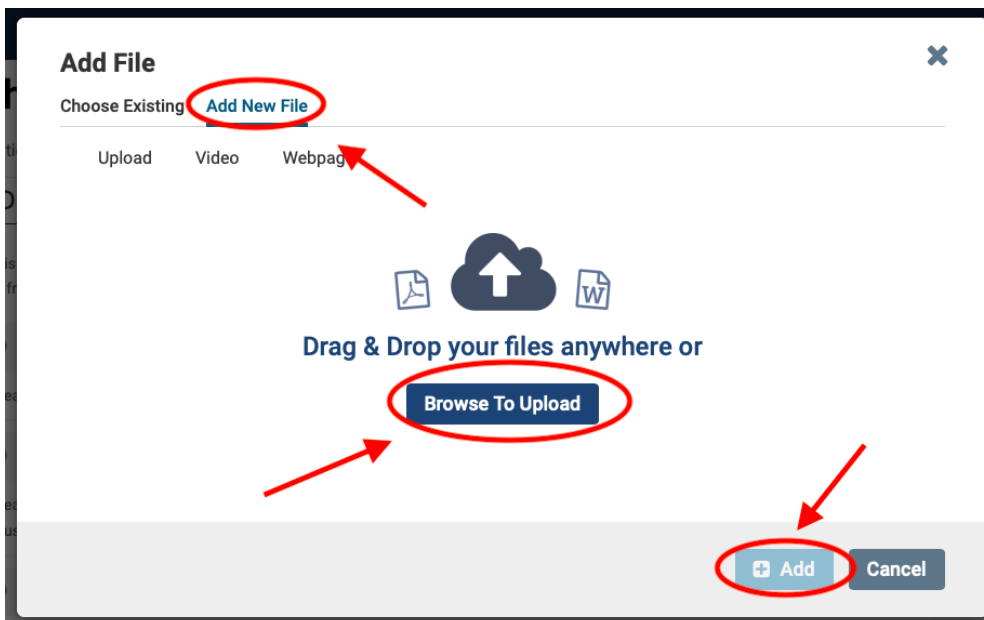 Add File
Choose Existing Add New File
Upload Video Webpag
W
Drag & Drop your files anywhere or
Browse To Upload
Add Cancel